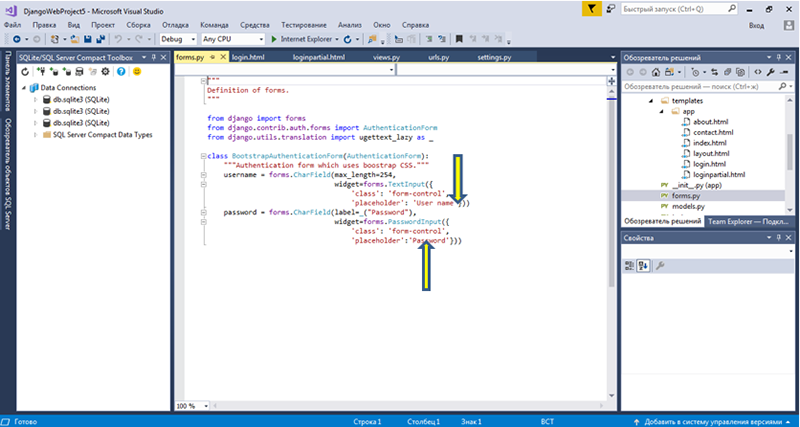 DjangoWebProject5 - Microsoft Visual Studio
Быстрый запуск (Ctrl+Q)
Файл Правка Вид Проект Сборка Отладка Команда Средства Тестирование Анализ Окно Справка
Вход
Debug Any CPU Internet Explorer
Панель элементов
Обозреватель объектов SQL Server
SQLite/SQL Server Compact Toolbox
Data Connections
db.sqlite3 (SQLite)
db.sqlite3 (SQLite)
db.sqlite3 (SQLite)
SQL Server Compact Data Types
forms.py login.html loginpartial.html views.py urls.py settings.py
"""
Definition of forms.
"""
from django import forms
from django.contrib.auth.forms import AuthenticationForm
from django.utils.translation import ugettext_lazy as _
class BootstrapAuthenticationForm(AuthenticationForm):
"""Authentication form which uses boostrap CSS."""
username = forms.CharField(max_length=254,
widget=forms.TextInput({
'class': 'form-control',
'placeholder': 'User name'}))
password = forms.CharField(label=_("Password"),
widget=forms.PasswordInput({
'class': 'form-control',
'placeholder':'Password'}))
100 %
Обозреватель решений
Обозреватель решений — поиск (Ctrl+ж)
templates
app
about.html
contact.html
index.html
layout.html
login.html
loginpartial.html
__init__.py (app)
forms.py
models.py
Обозреватель решений Team Explorer — Подкл...
Свойства
Готово Строка 1 Столбец 1 Знак 1 ВСТ Добавить в систему управления версиями